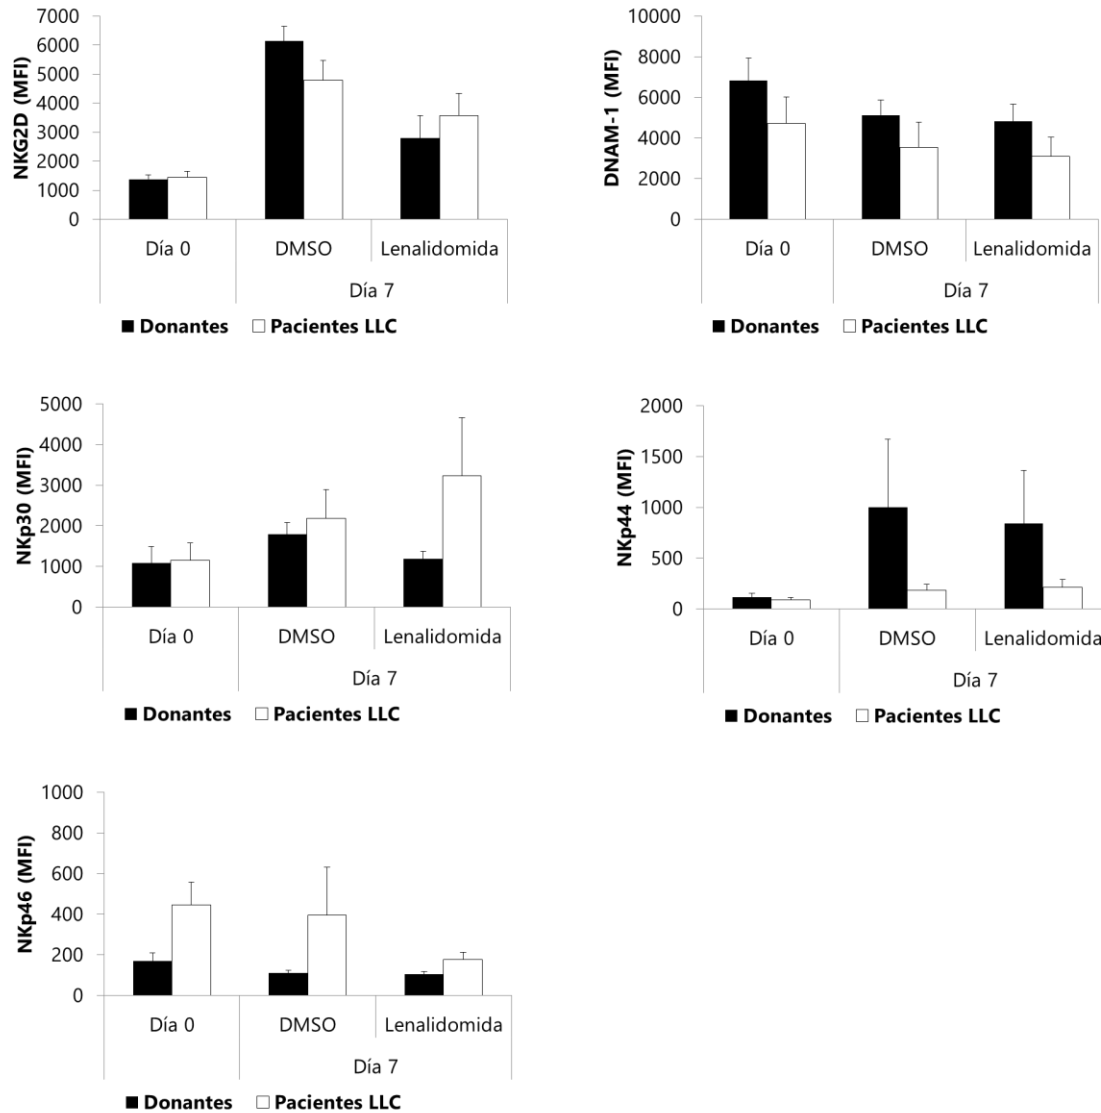 NKG2D (MFI)
7000
6000
5000
4000
3000
2000
1000
0
Día 0
DMSO
Lenalidomida
Día 7
Donantes
Pacientes LLC
DNAM-1 (MFI)
10000
8000
6000
4000
2000
0
Día 0
DMSO
Lenalidomida
Día 7
Donantes
Pacientes LLC
NKp30 (MFI)
5000
4000
3000
2000
1000
0
Día 0
DMSO
Lenalidomida
Día 7
Donantes
Pacientes LLC
NKp44 (MFI)
2000
1500
1000
500
0
Día 0
DMSO
Lenalidomida
Día 7
Donantes
Pacientes LLC
NKp46 (MFI)
1000
800
600
400
200
0
Día 0
DMSO
Lenalidomida
Día 7
Donantes
Pacientes LLC